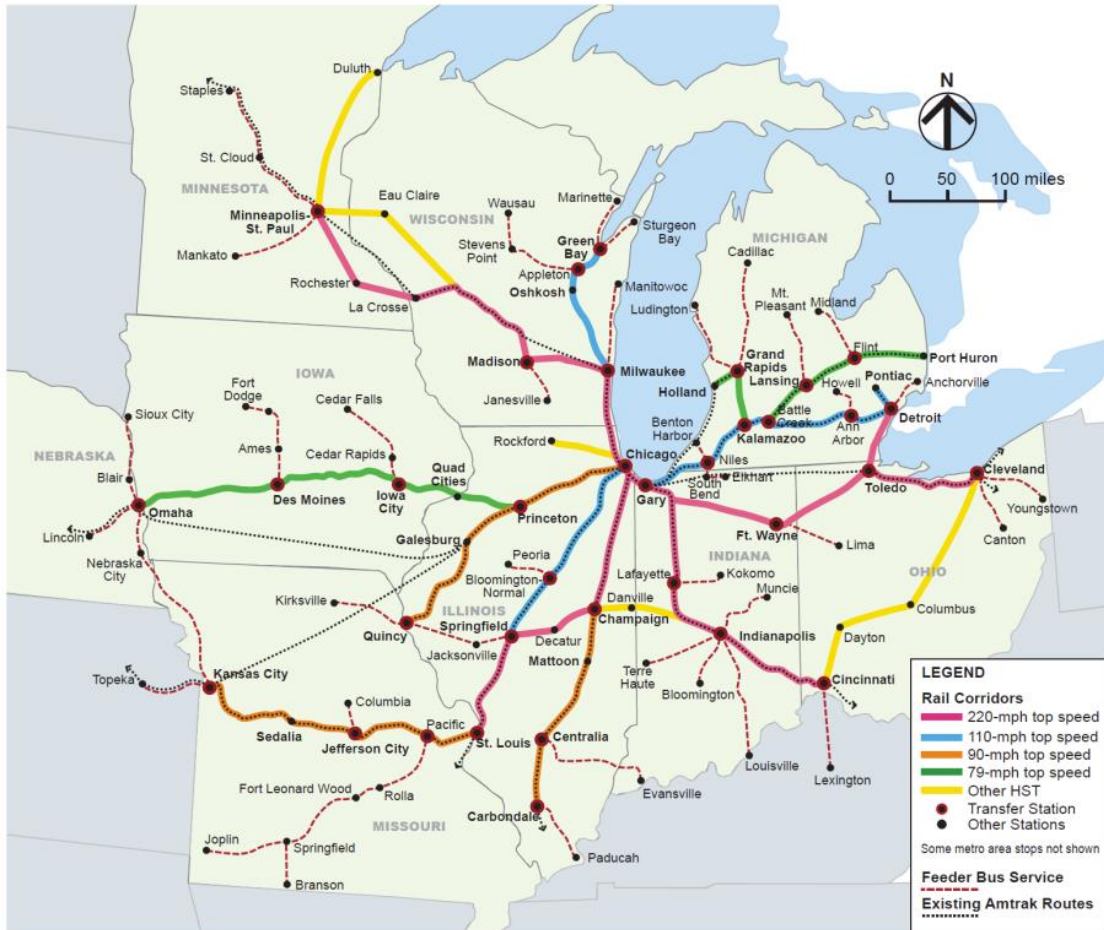 Duluth
Staples
St. Cloud
MINNESOTA
Minneapolis
St. Paul
Mankato
Eau Claire
WISCONSIN
Rochester
La Crosse
Wausau
Stevens
Point
Marinette
Green
Bay
Sturgeon
Bay
Appleton
Oshkosh
Manitowoc
Madison
Milwaukee
Janesville
N
0 50 100 miles
MICHIGAN
Cadillac
Ludington
Mt.
Pleasant
Midland
Flint
Port Huron
Grand
Rapids
Lansing
Holland
Howell
Pontiac
Anchorville
Detroit
Battle
Creek
Ann
Arbor
Kalamazoo
Benton
Harbor
Niles
South
Bend
Elkhart
IOWA
Sioux City
Fort
Dodge
Cedar Falls
Ames
Cedar Rapids
NEBRASKA
Blair
Omaha
Lincoln
Nebraska
City
Des Moines
Iowa
City
Quad
Cities
Rockford
Chicago
Gary
Princeton
Galesburg
Peoria
Bloomington-
Normal
Kirksville
Quincy
ILLINOIS
Springfield
Jacksonville
Decatur
Champaign
Danville
Mattoon
Toledo
Cleveland
Youngstown
Canton
Ft. Wayne
Lima
INDIANA
Lafayette
Kokomo
Muncie
Indianapolis
Terre
Haute
Bloomington
OHIO
Columbus
Dayton
Cincinnati
Louisville
Lexington
Topeka
Kansas City
Sedalia
Columbia
Jefferson City
Pacific
St. Louis
Centralia
Evansville
Carbondale
Paducah
Fort Leonard Wood
Rolla
MISSOURI
Joplin
Springfield
Branson
LEGEND
Rail Corridors
220-mph top speed
110-mph top speed
90-mph top speed
79-mph top speed
Other HST
Transfer Station
Other Stations
Some metro area stops not shown
Feeder Bus Service
Existing Amtrak Routes